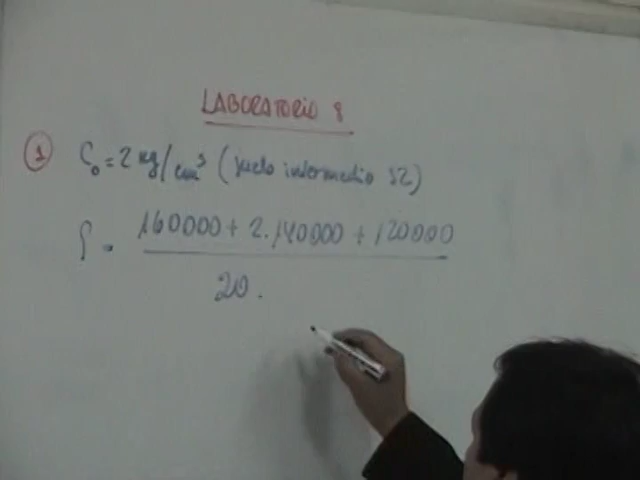 LABORATORIO 8
1 C₀ = 2 kg/cm³ (suelo intermedio S2)
ρ = 160000 + 2.140000 + 120000
20.